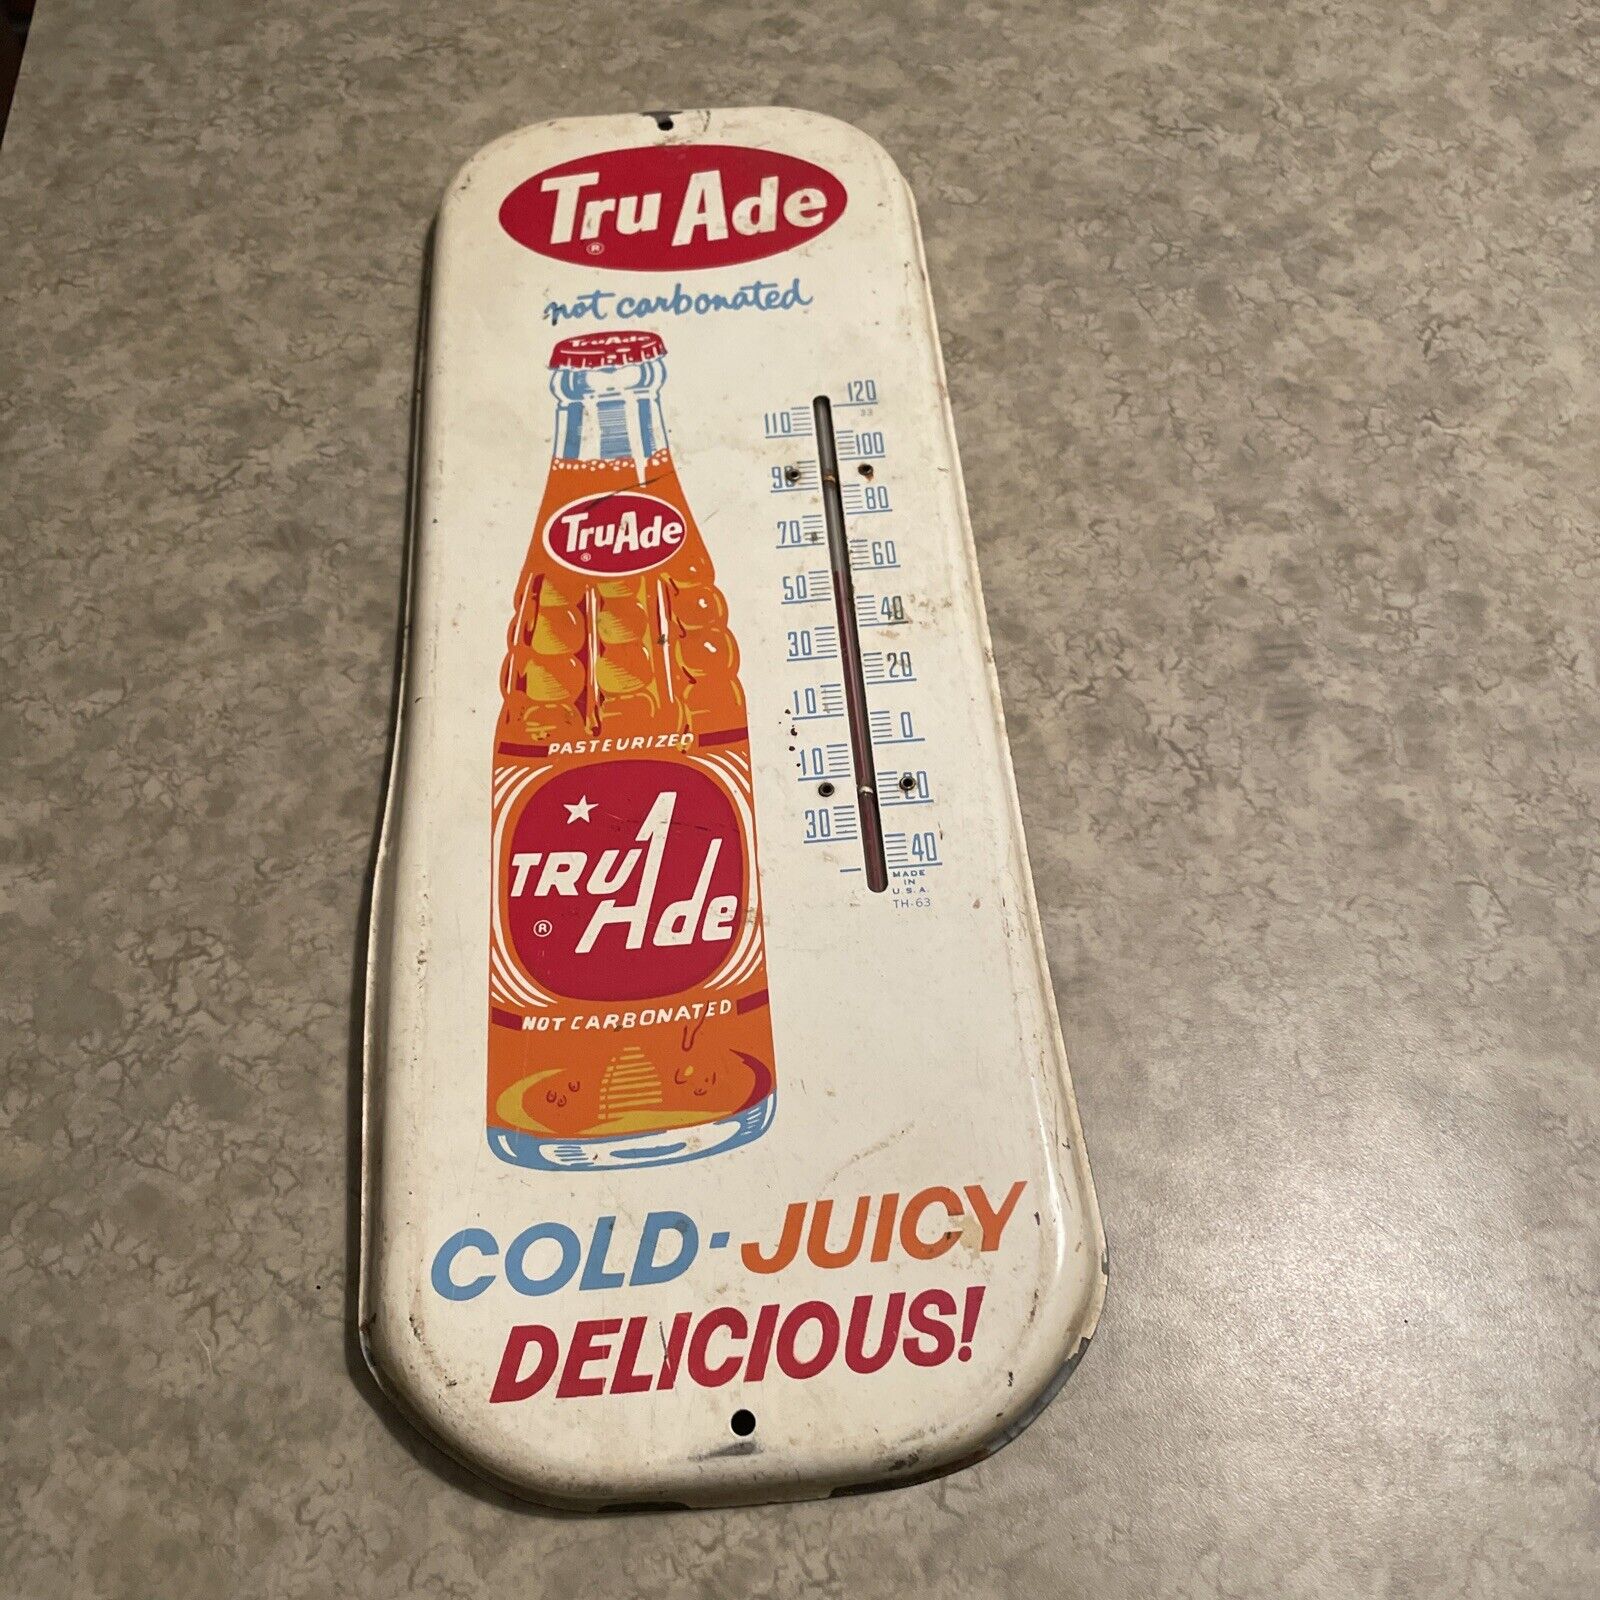 Tru Ade
®
not carbonated
TruAde
TruAde
®
PASTEURIZED
TRU Ade
®
NOT CARBONATED
120
33
110
100
90
80
70
60
50
40
30
20
10
0
10
20
30
40
MADE
IN
U.S.A.
TH-63
COLD-JUICY
DELICIOUS!